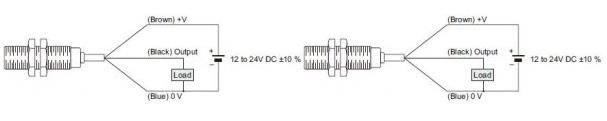 (Brown) +V
(Black) Output
12 to 24V DC ±10 %
Load
(Blue) 0 V
(Brown) +V
(Black) Output
12 to 24V DC ±10 %
Load
(Blue) 0 V